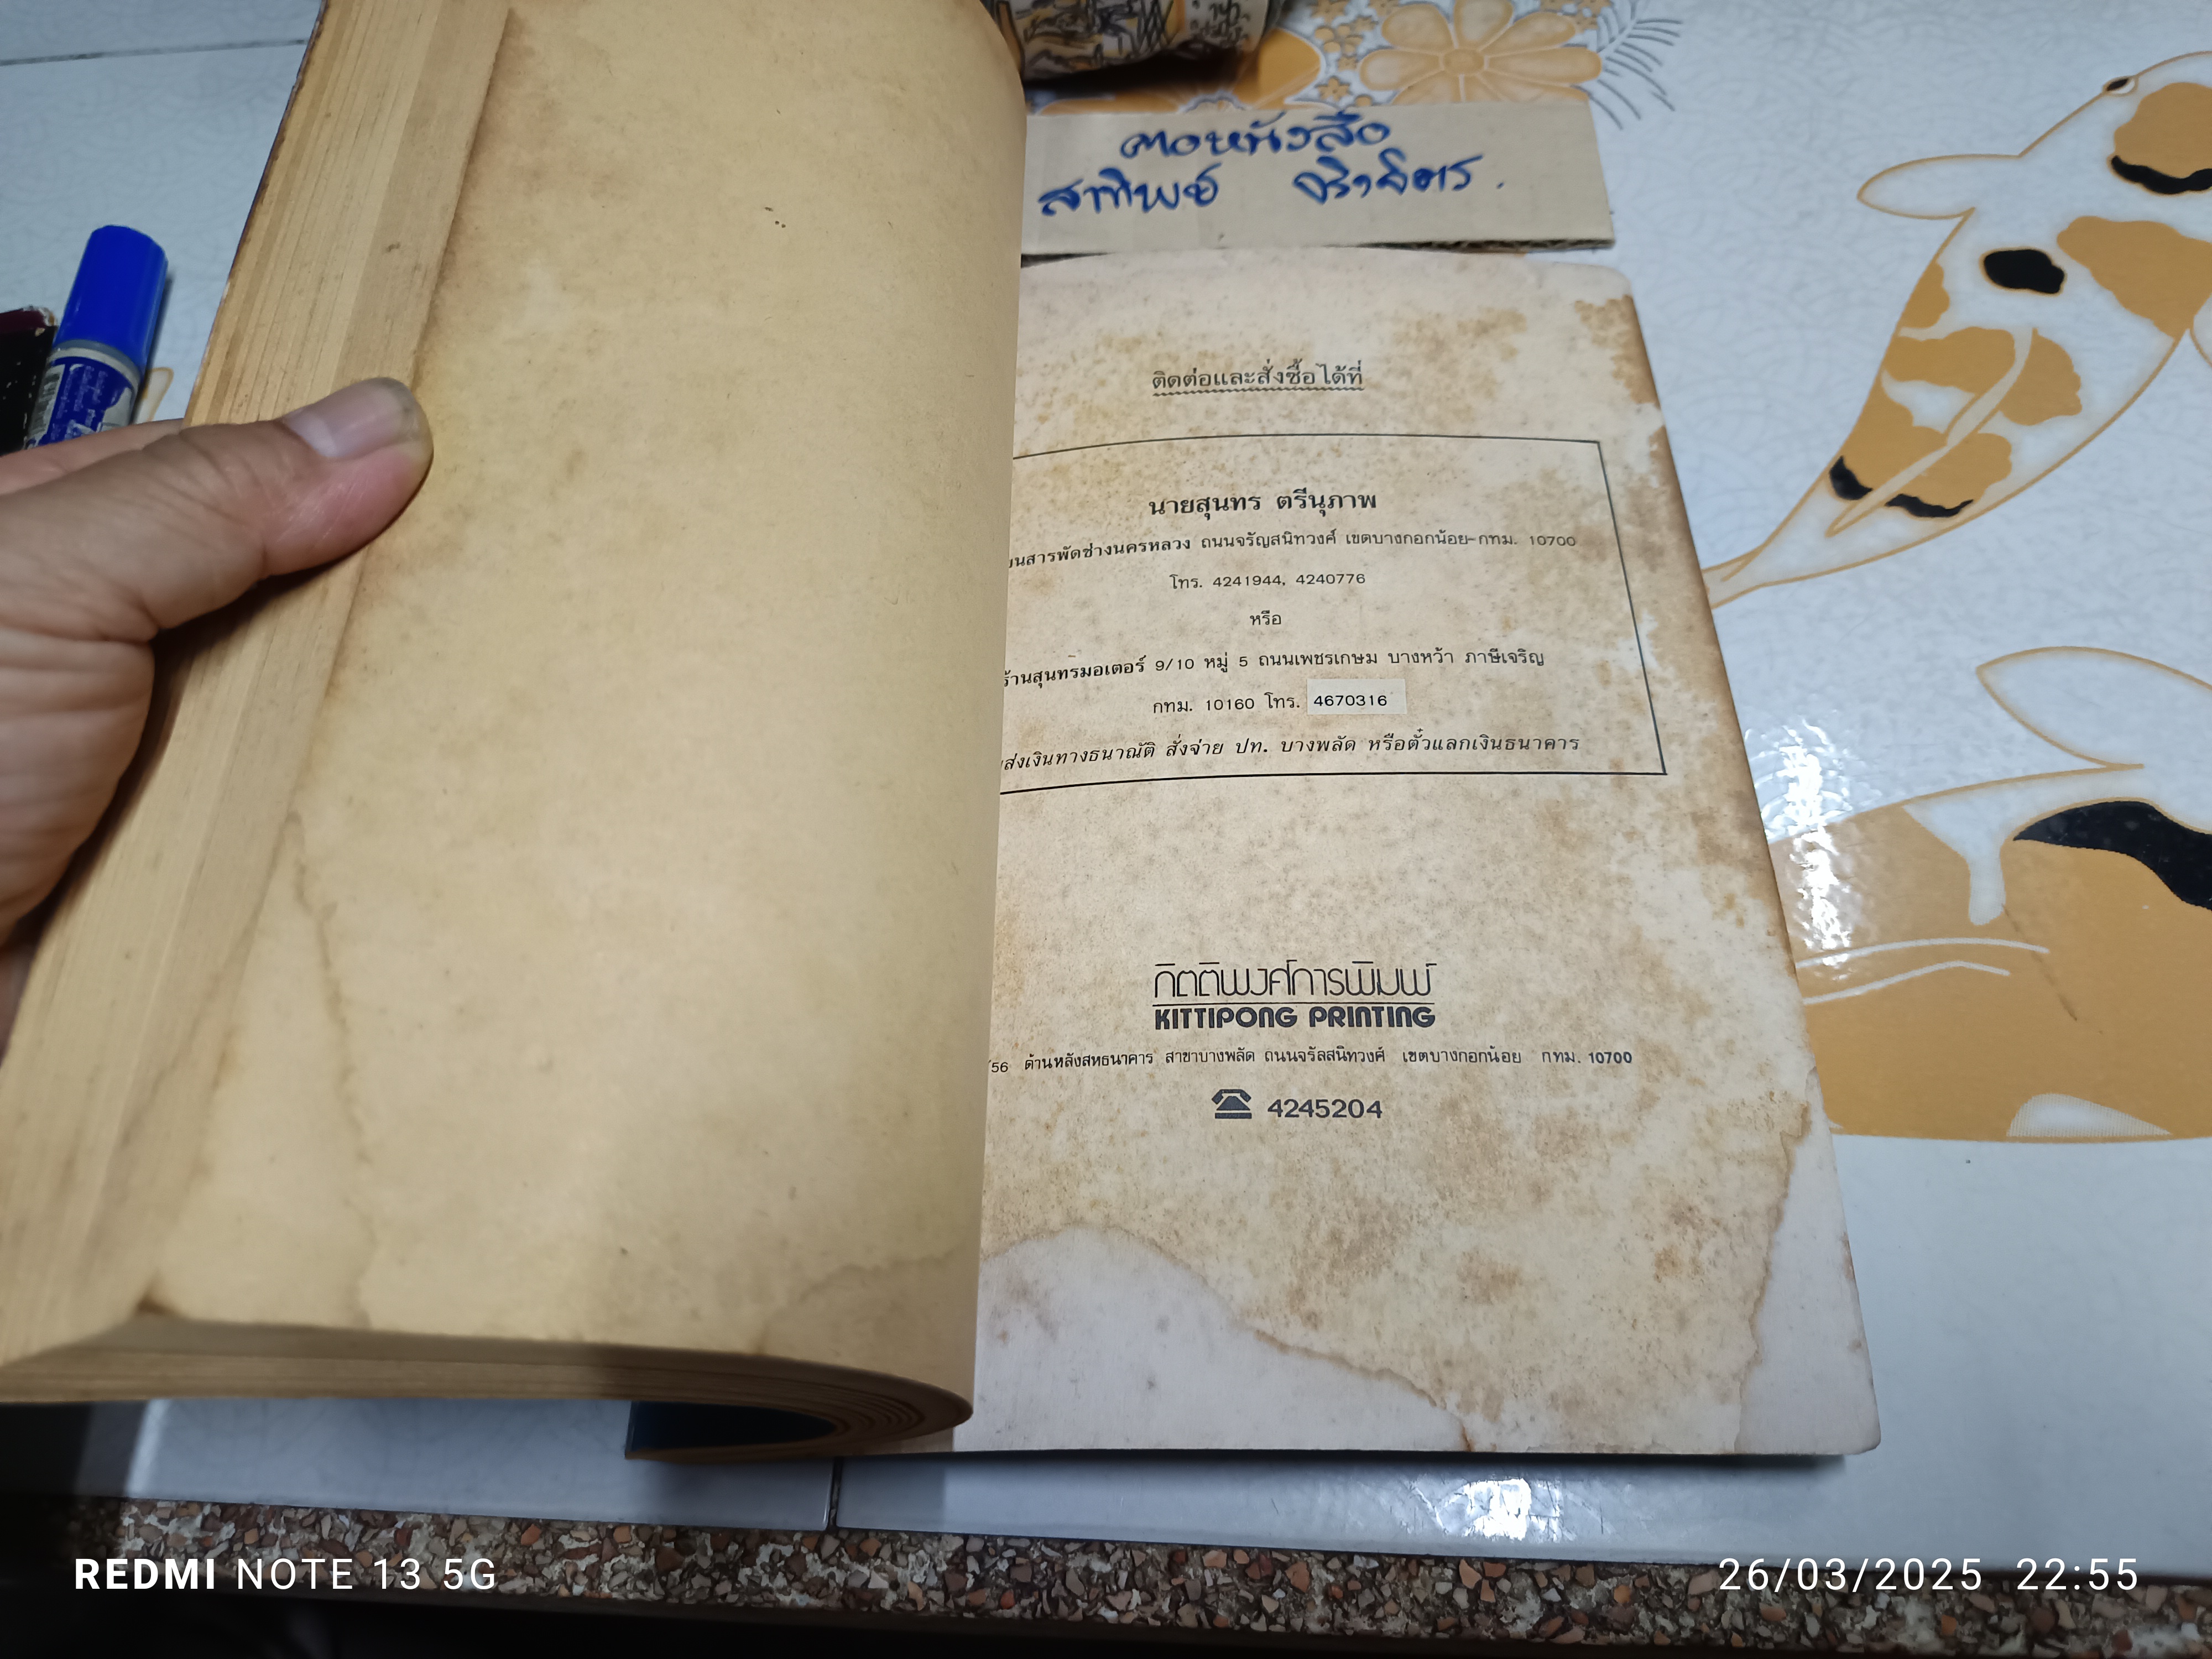 ตอหนังสือ
สาทิพย์
ติดต่อและสั่งซื้อได้ที่
นายสุนทร ตรีนุภาพ
นสารพัดช่างนครหลวง ถนนจรัญสนิทวงศ์ เขตบางกอกน้อย-กทม. 10700
โทร. 4241944, 4240776
หรือ
ร้านสุนทรมอเตอร์ 9/10 หมู่ 5 ถนนเพชรเกษม บางหว้า ภาษีเจริญ
กทม. 10160 โทร. 4670316
ส่งเงินทางธนาณัติ สั่งจ่าย ปท. บางพลัด หรือตั๋วแลกเงินธนาคาร
กิตติพงศ์การพิมพ์
KITTIPONG PRINTING
56 ด้านหลังสหธนาคาร สาขาบางพลัด ถนนจรัลสนิทวงศ์ เขตบางกอกน้อย กทม. 10700
4245204
REDMI NOTE 13 5G
26/03/2025 22:55